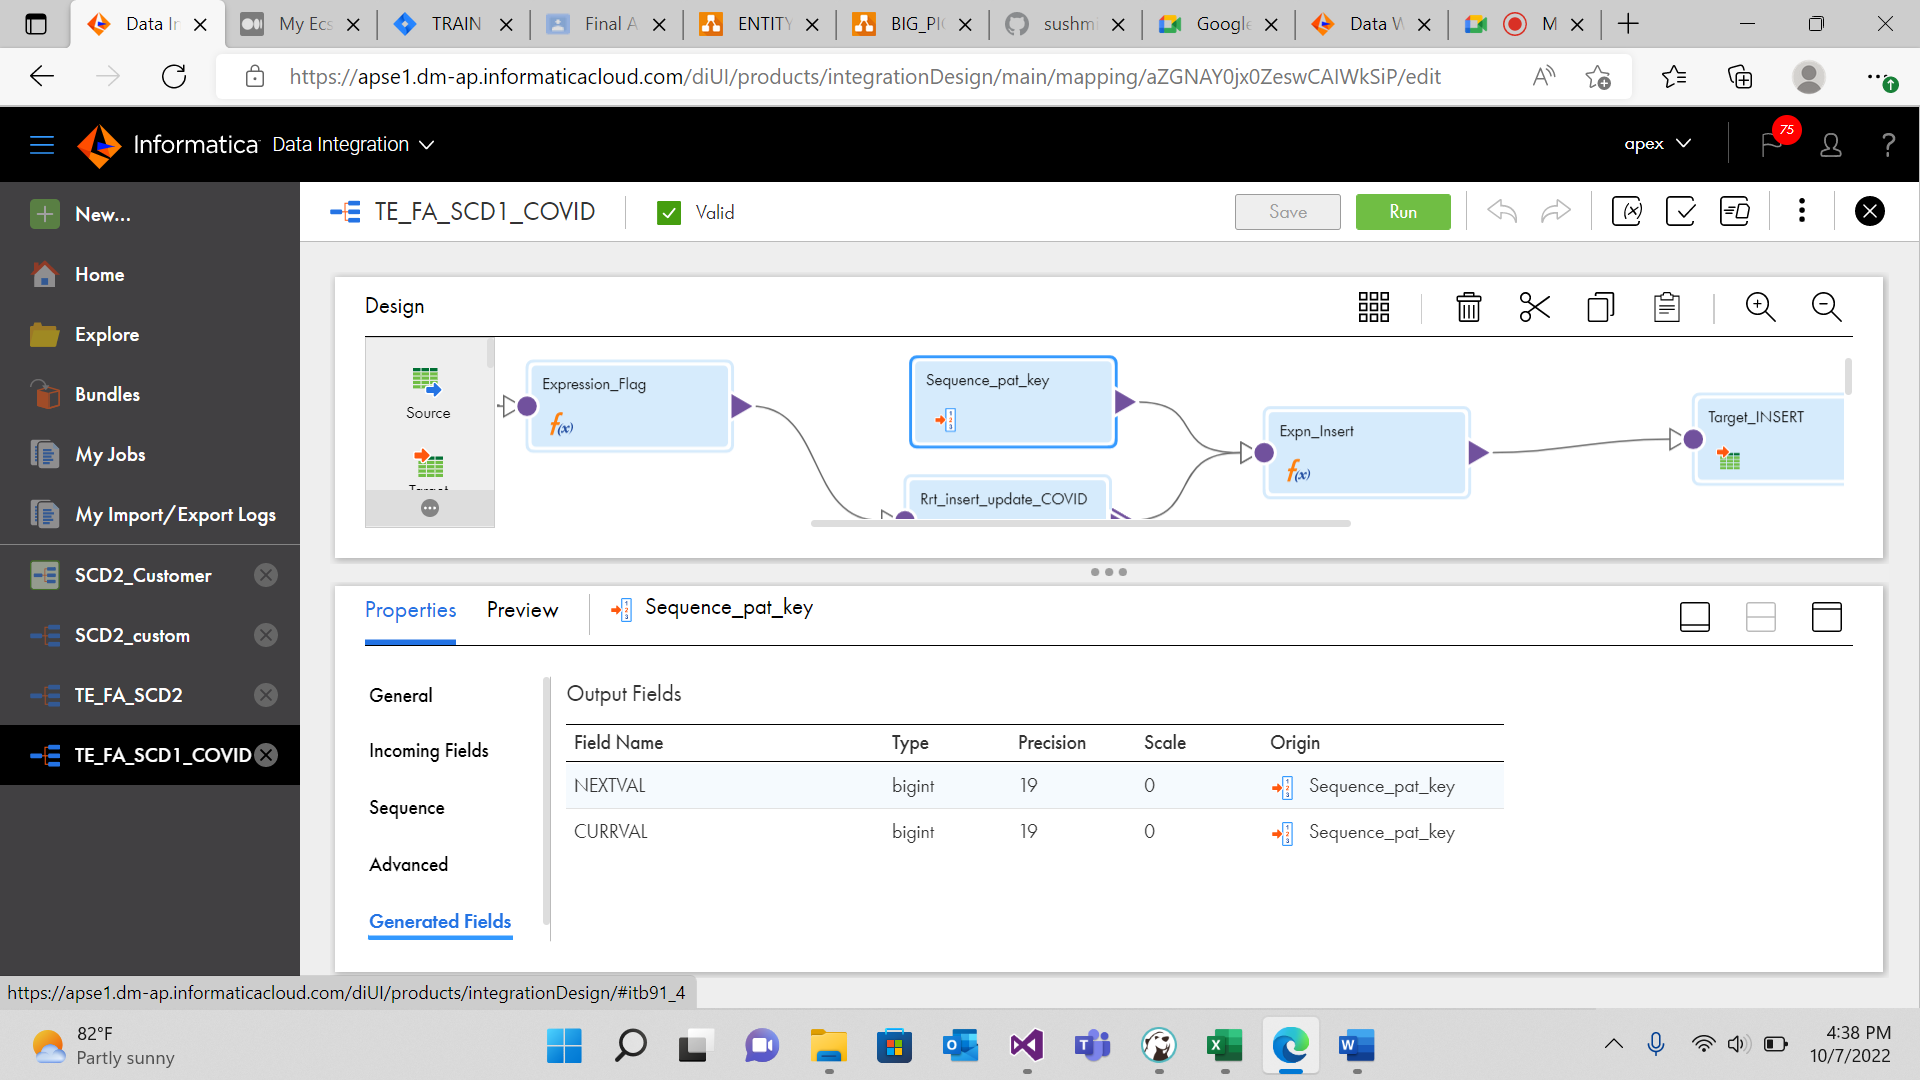 Data In
My Ecs
TRAIN
Final A
ENTITY
BIG_PIC
sushmi
Google
Data W
M
https://apse1.dm-ap.informaticacloud.com/diUI/products/integrationDesign/main/mapping/aZGNAY0jx0ZeswCAIWkSiP/edit
Informatica Data Integration
apex
75
?
New...
Home
Explore
Bundles
My Jobs
My Import/Export Logs
SCD2_Customer
SCD2_custom
TE_FA_SCD2
TE_FA_SCD1_COVID
TE_FA_SCD1_COVID
Valid
Save
Run
Design
Source
Target
Expression_Flag
f(x)
Sequence_pat_key
Rrt_insert_update_COVID
Expn_Insert
f(x)
Target_INSERT
Properties
Preview
Sequence_pat_key
General
Incoming Fields
Sequence
Advanced
Generated Fields
Output Fields
Field Name Type Precision Scale Origin
NEXTVAL bigint 19 0 Sequence_pat_key
CURRVAL bigint 19 0 Sequence_pat_key
https://apse1.dm-ap.informaticacloud.com/diUI/products/integrationDesign/#itb91_4
82°F
Partly sunny
4:38 PM
10/7/2022